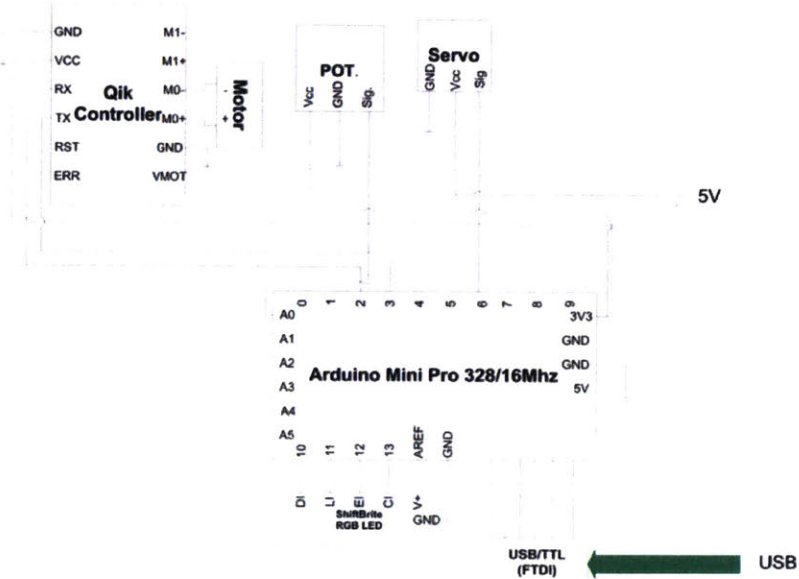 GND M1-
VCC M1+
RX Qik M0-
TX Controller M0+
RST GND
ERR VMOT
Motor
-
+
POT.
Vcc GND Sig.
Servo
GND Vcc Sig
5V
0 1 2 3 4 5 6 7 8 9
A0 3V3
A1 GND
A2 GND
Arduino Mini Pro 328/16Mhz
A3 5V
A4
A5
10 11 12 13 AREF GND
DI LI EI CI V+
ShiftBrite
RGB LED
GND
USB/TTL
(FTDI)
USB